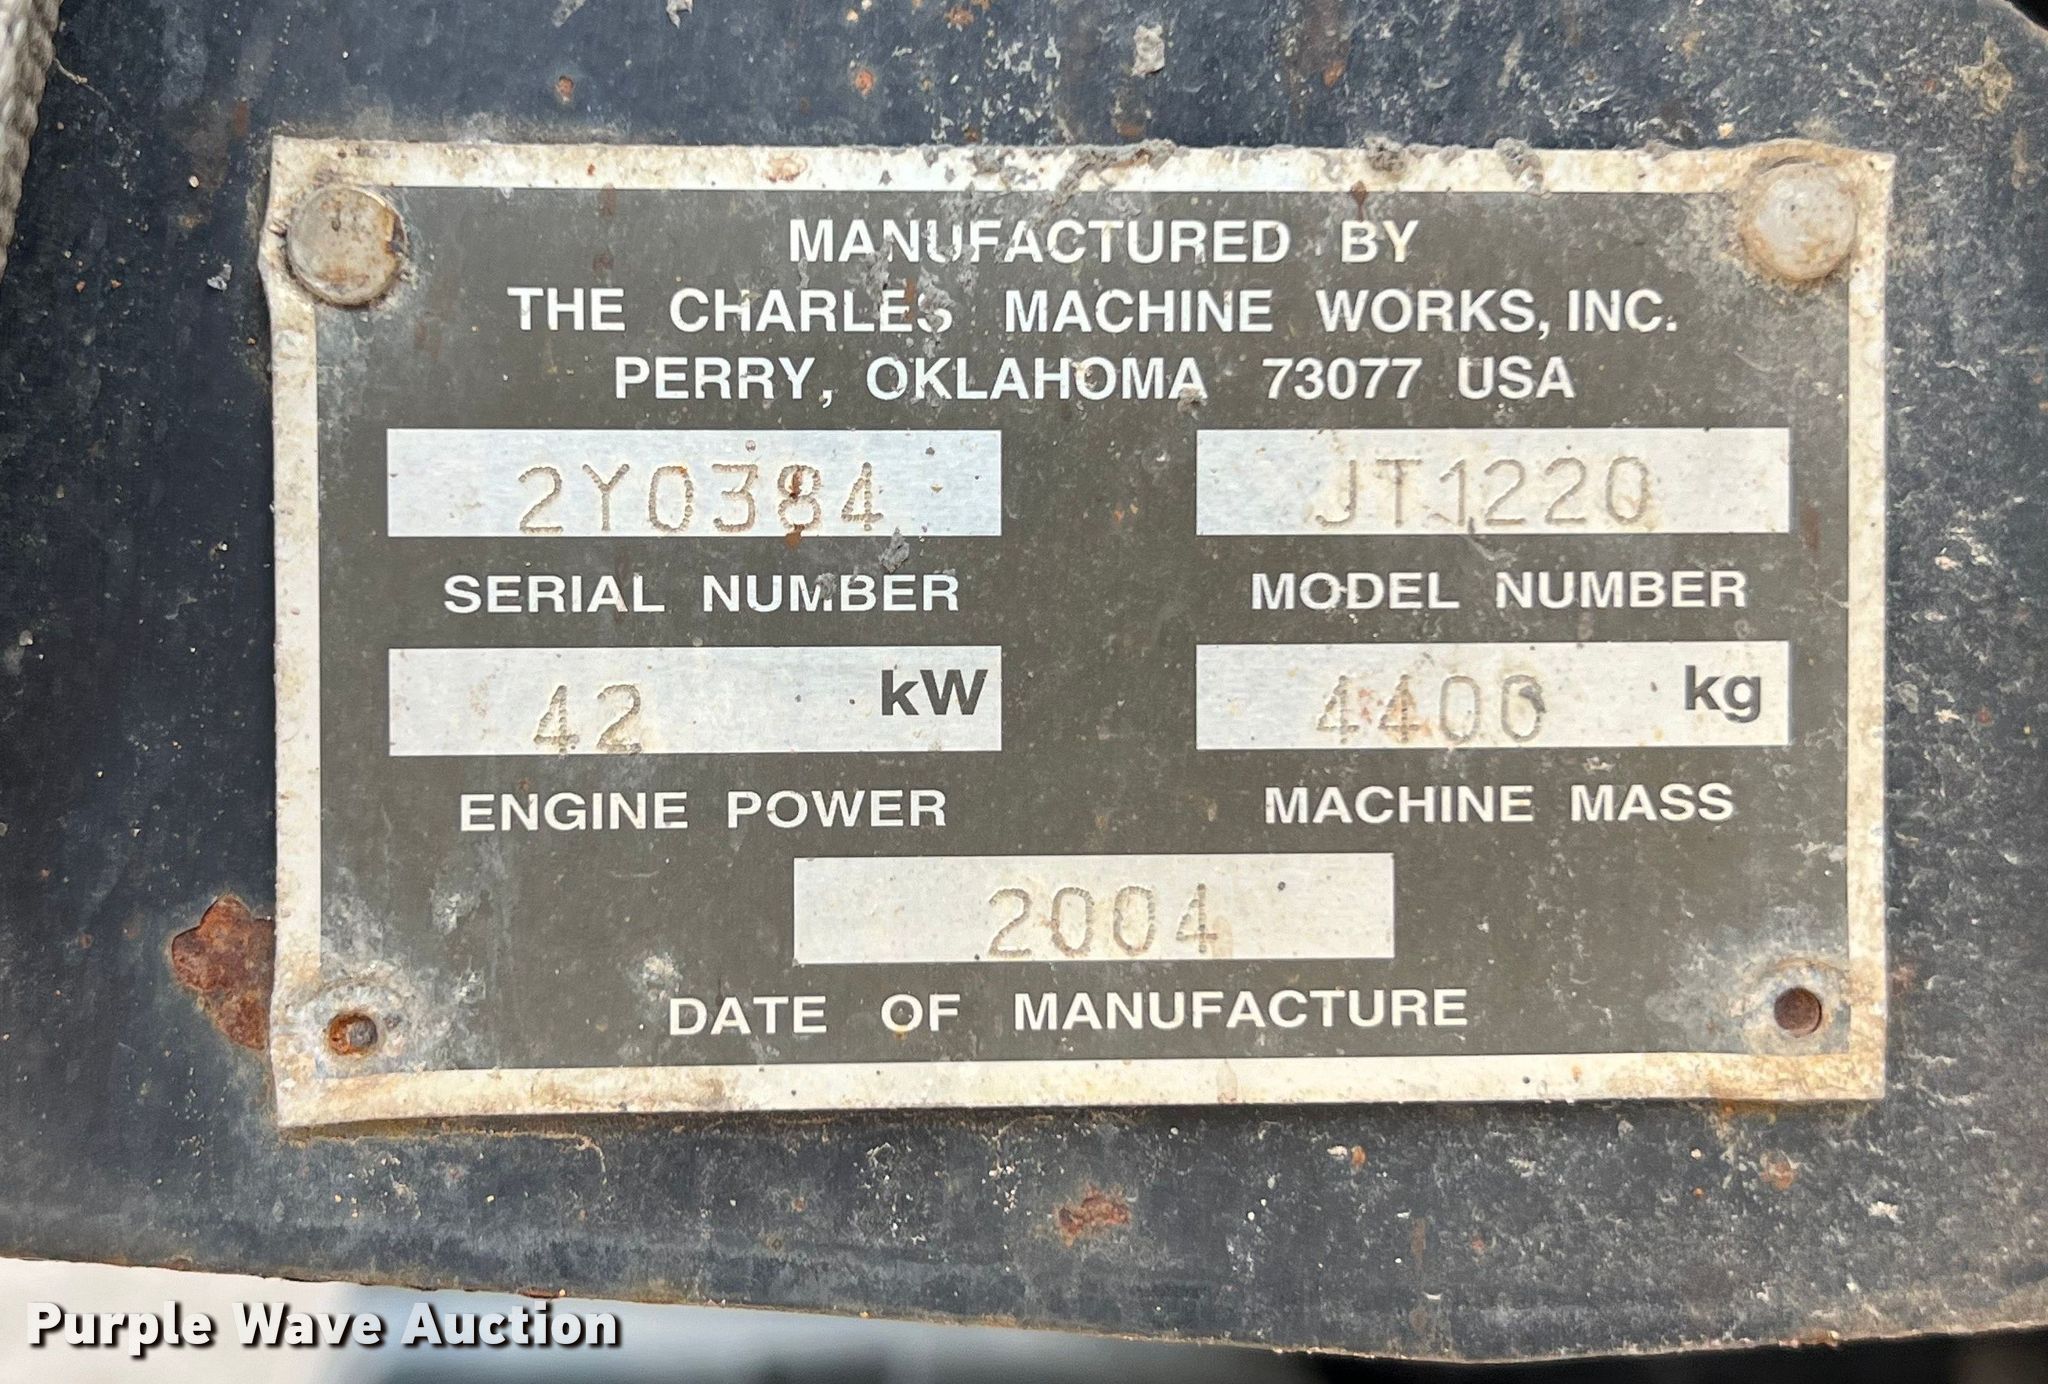 MANUFACTURED BY
THE CHARLES MACHINE WORKS, INC.
PERRY, OKLAHOMA 73077 USA
2Y0384 JT1220
SERIAL NUMBER MODEL NUMBER
42 kW 4400 kg
ENGINE POWER MACHINE MASS
2004
DATE OF MANUFACTURE
Purple Wave Auction